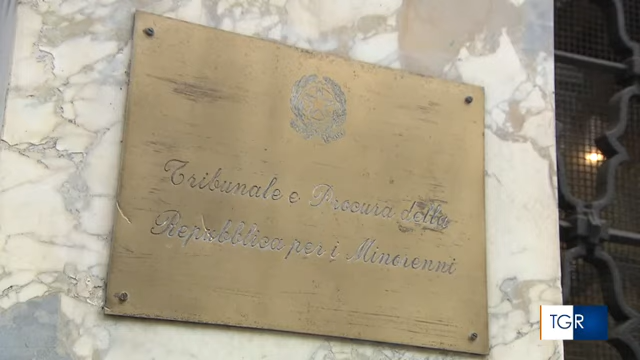 Tribunale e Procura della
Repubblica per i Minorenni
TGR